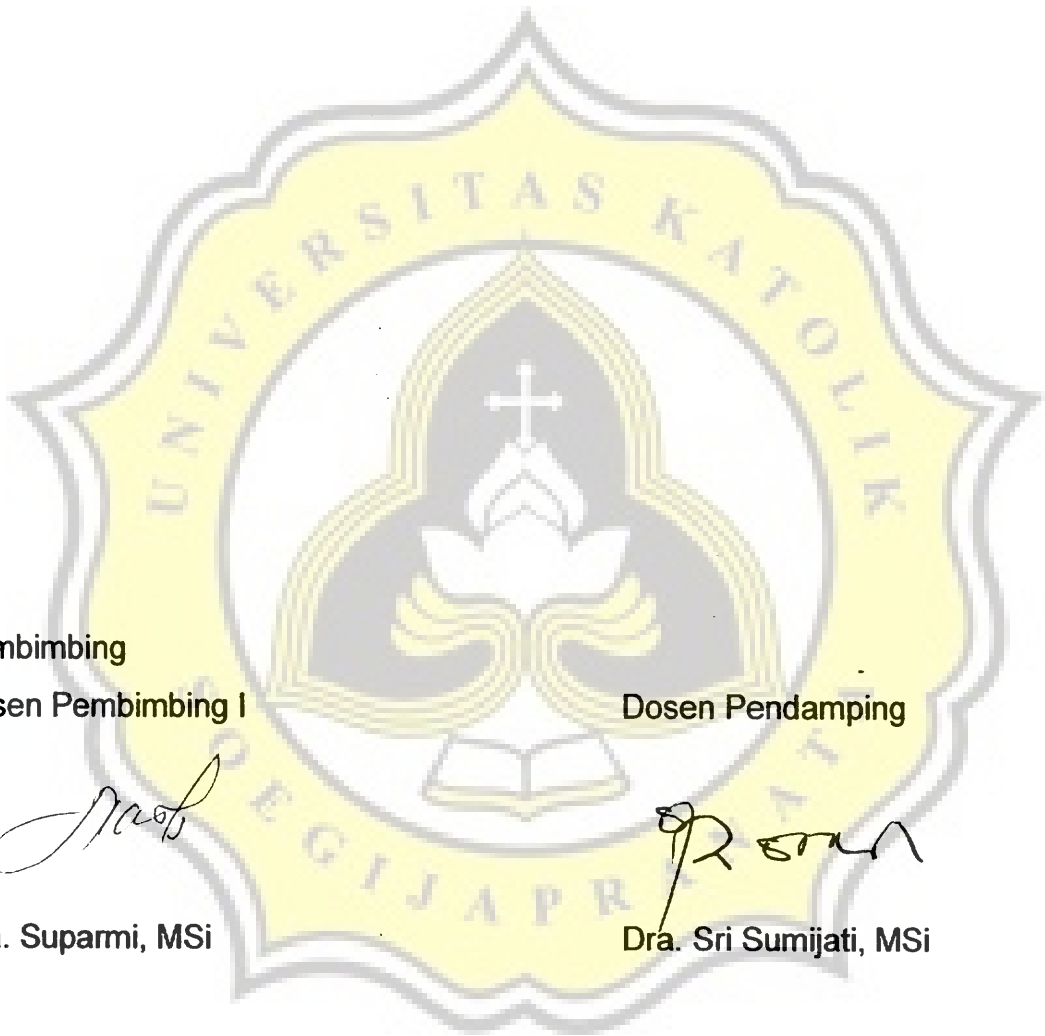 UNIVERSITAS KATOLIK
mbimbing
sen Pembimbing I
Dosen Pendamping
. Suparmi, MSi
Dra. Sri Sumijati, MSi
SOEGIJAPRANATA